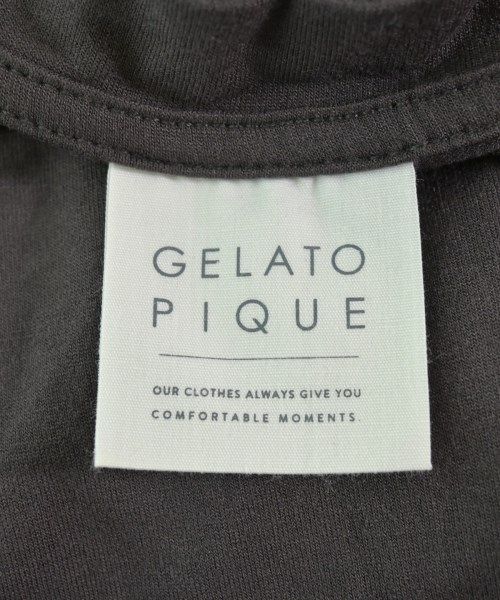 GELATO
PIQUE
OUR CLOTHES ALWAYS GIVE YOU
COMFORTABLE MOMENTS.